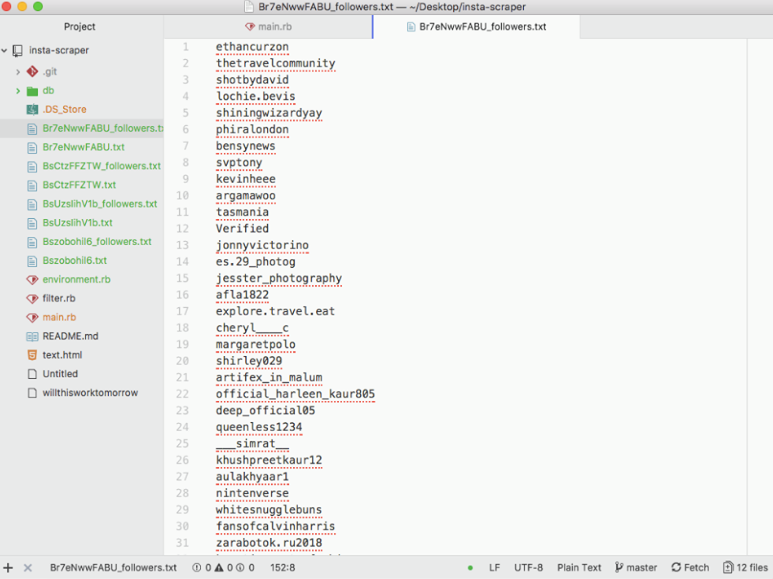 Br7eNwwFABU_followers.txt — ~/Desktop/insta-scraper
Project
main.rb
Br7eNwwFABU_followers.txt
insta-scraper
.git
db
.DS_Store
Br7eNwwFABU_followers.tx
Br7eNwwFABU.txt
BsCtzFFZTW_followers.txt
BsCtzFFZTW.txt
BsUzsIihV1b_followers.txt
BsUzsIihV1b.txt
Bszobohil6_followers.txt
Bszobohil6.txt
environment.rb
filter.rb
main.rb
README.md
text.html
Untitled
willthisworktomorrow
1 ethancurzon
2 thetravelcommunity
3 shotbydavid
4 lochie.bevis
5 shiningwizardyay
6 phiralondon
7 bensynews
8 svptony
9 kevinheee
10 argamawoo
11 tasmania
12 Verified
13 jonnyvictorino
14 es.29_photog
15 jesster_photography
16 afla1822
17 explore.travel.eat
18 cheryl____c
19 margaretpolo
20 shirley029
21 artifex_in_malum
22 official_harleen_kaur805
23 deep_official05
24 queenless1234
25 ___simrat__
26 khushpreetkaur12
27 aulakhyaar1
28 nintenverse
29 whitesnugglebuns
30 fansofcalvinharris
31 zarabotok.ru2018
Br7eNwwFABU_followers.txt 0 0 0 152:8 LF UTF-8 Plain Text master Fetch 12 files